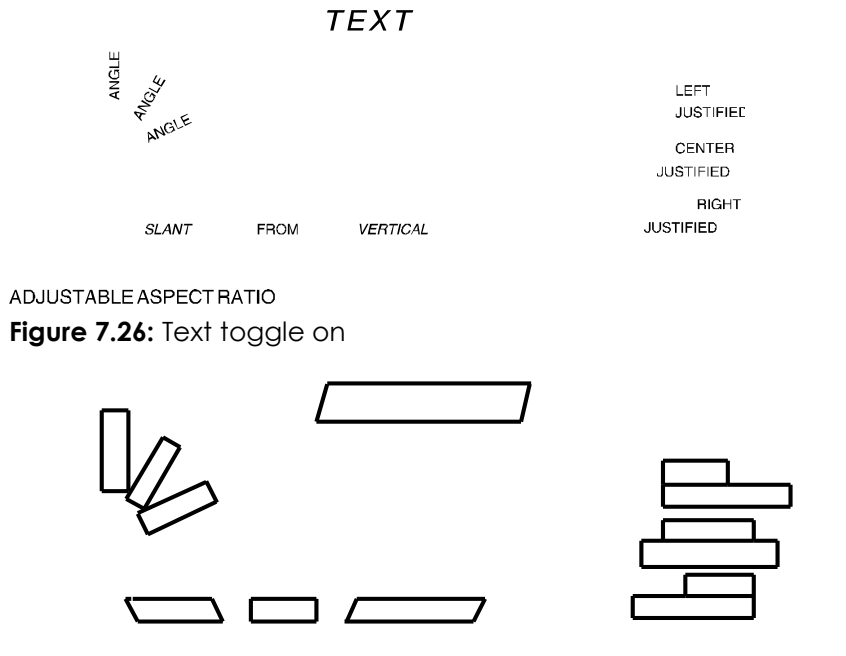 TEXT
ANGLE
ANGLE
ANGLE
LEFT
JUSTIFIED
CENTER
JUSTIFIED
RIGHT
JUSTIFIED
SLANT FROM VERTICAL
ADJUSTABLE ASPECT RATIO
Figure 7.26: Text toggle on